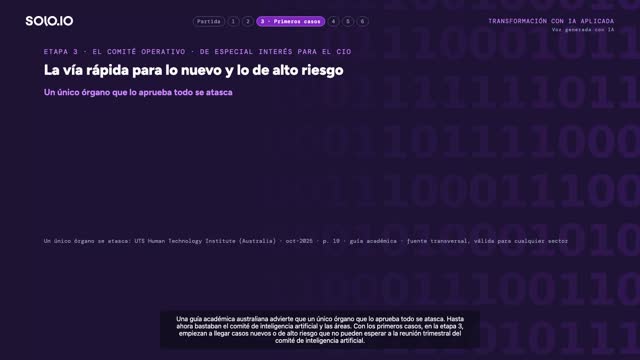 SOLO.IO
Partida 1 2 3 · Primeros casos 4 5 6
TRANSFORMACIÓN CON IA APLICADA
Voz generada con IA
ETAPA 3 · EL COMITÉ OPERATIVO · DE ESPECIAL INTERÉS PARA EL CIO
La vía rápida para lo nuevo y lo de alto riesgo
Un único órgano que lo aprueba todo se atasca
Un único órgano se atasca: UTS Human Technology Institute (Australia) · oct-2025 · p. 19 · guía académica · fuente transversal, válida para cualquier sector
Una guía académica australiana advierte que un único órgano que lo aprueba todo se atasca. Hasta
ahora bastaban el comité de inteligencia artificial y las áreas. Con los primeros casos, en la etapa 3,
empiezan a llegar casos nuevos o de alto riesgo que no pueden esperar a la reunión trimestral del
comité de inteligencia artificial.